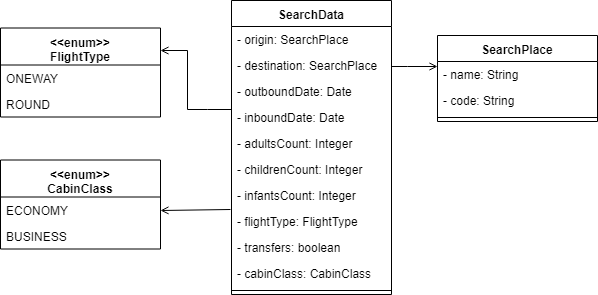 <<enum>>
FlightType
ONEWAY
ROUND
<<enum>>
CabinClass
ECONOMY
BUSINESS
SearchData
- origin: SearchPlace
- destination: SearchPlace
- outboundDate: Date
- inboundDate: Date
- adultsCount: Integer
- childrenCount: Integer
- infantsCount: Integer
- flightType: FlightType
- transfers: boolean
- cabinClass: CabinClass
SearchPlace
- name: String
- code: String